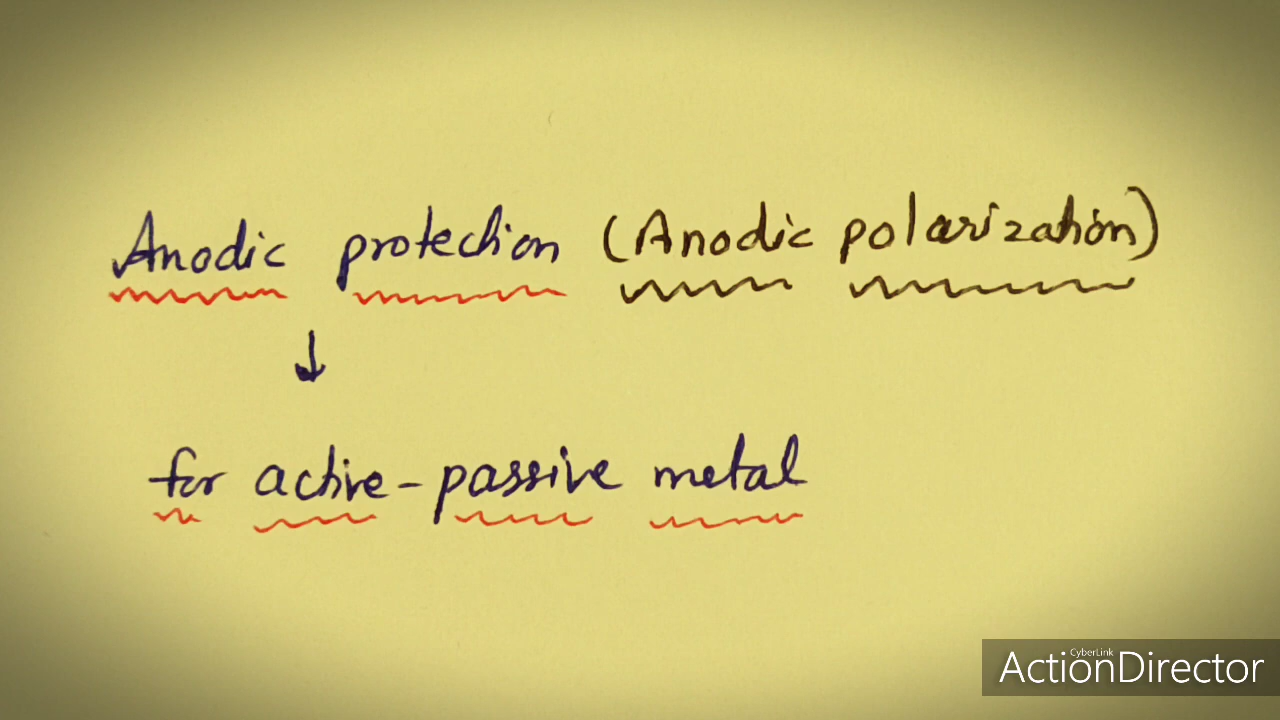 Anodic protection (Anodic polarization)
↓
for active-passive metal
CyberLink
ActionDirector